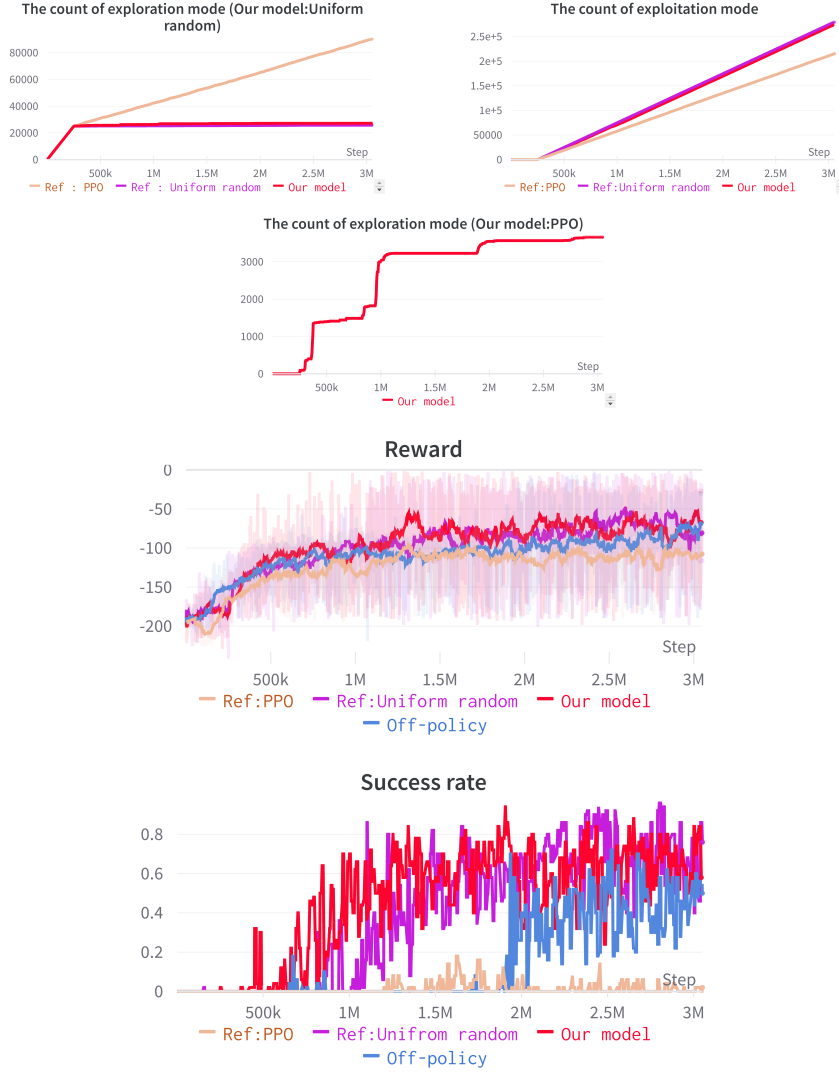 The count of exploration mode (Our model:Uniform
random)
80000
60000
40000
20000
0
Step
500k 1M 1.5M 2M 2.5M 3M
Ref : PPO Ref : Uniform random Our model
The count of exploitation mode
2.5e+5
2e+5
1.5e+5
1e+5
50000
0
Step
500k 1M 1.5M 2M 2.5M 3M
Ref:PPO Ref:Uniform random Our model
The count of exploration mode (Our model:PPO)
3000
2000
1000
0
Step
500k 1M 1.5M 2M 2.5M 3M
Our model
Reward
0
-50
-100
-150
-200
Step
500k 1M 1.5M 2M 2.5M 3M
Ref:PPO Ref:Uniform random Our model
Off-policy
Success rate
0.8
0.6
0.4
0.2
0
Step
500k 1M 1.5M 2M 2.5M 3M
Ref:PPO Ref:Unifrom random Our model
Off-policy